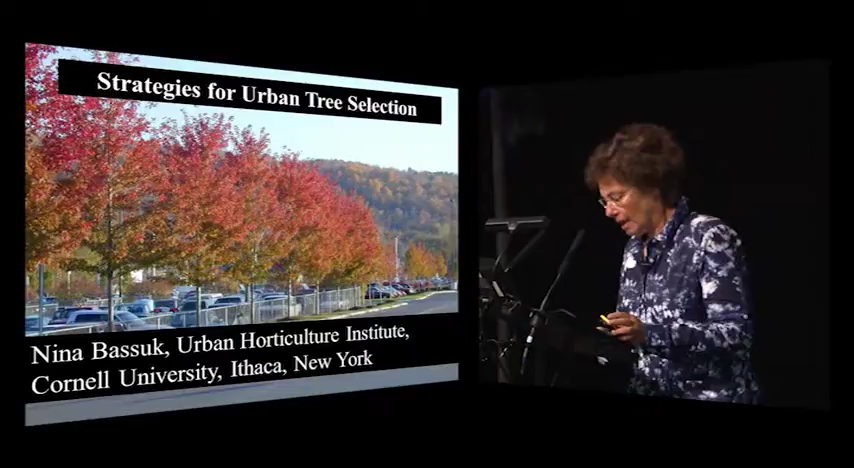 Strategies for Urban Tree Selection
Nina Bassuk, Urban Horticulture Institute,
Cornell University, Ithaca, New York